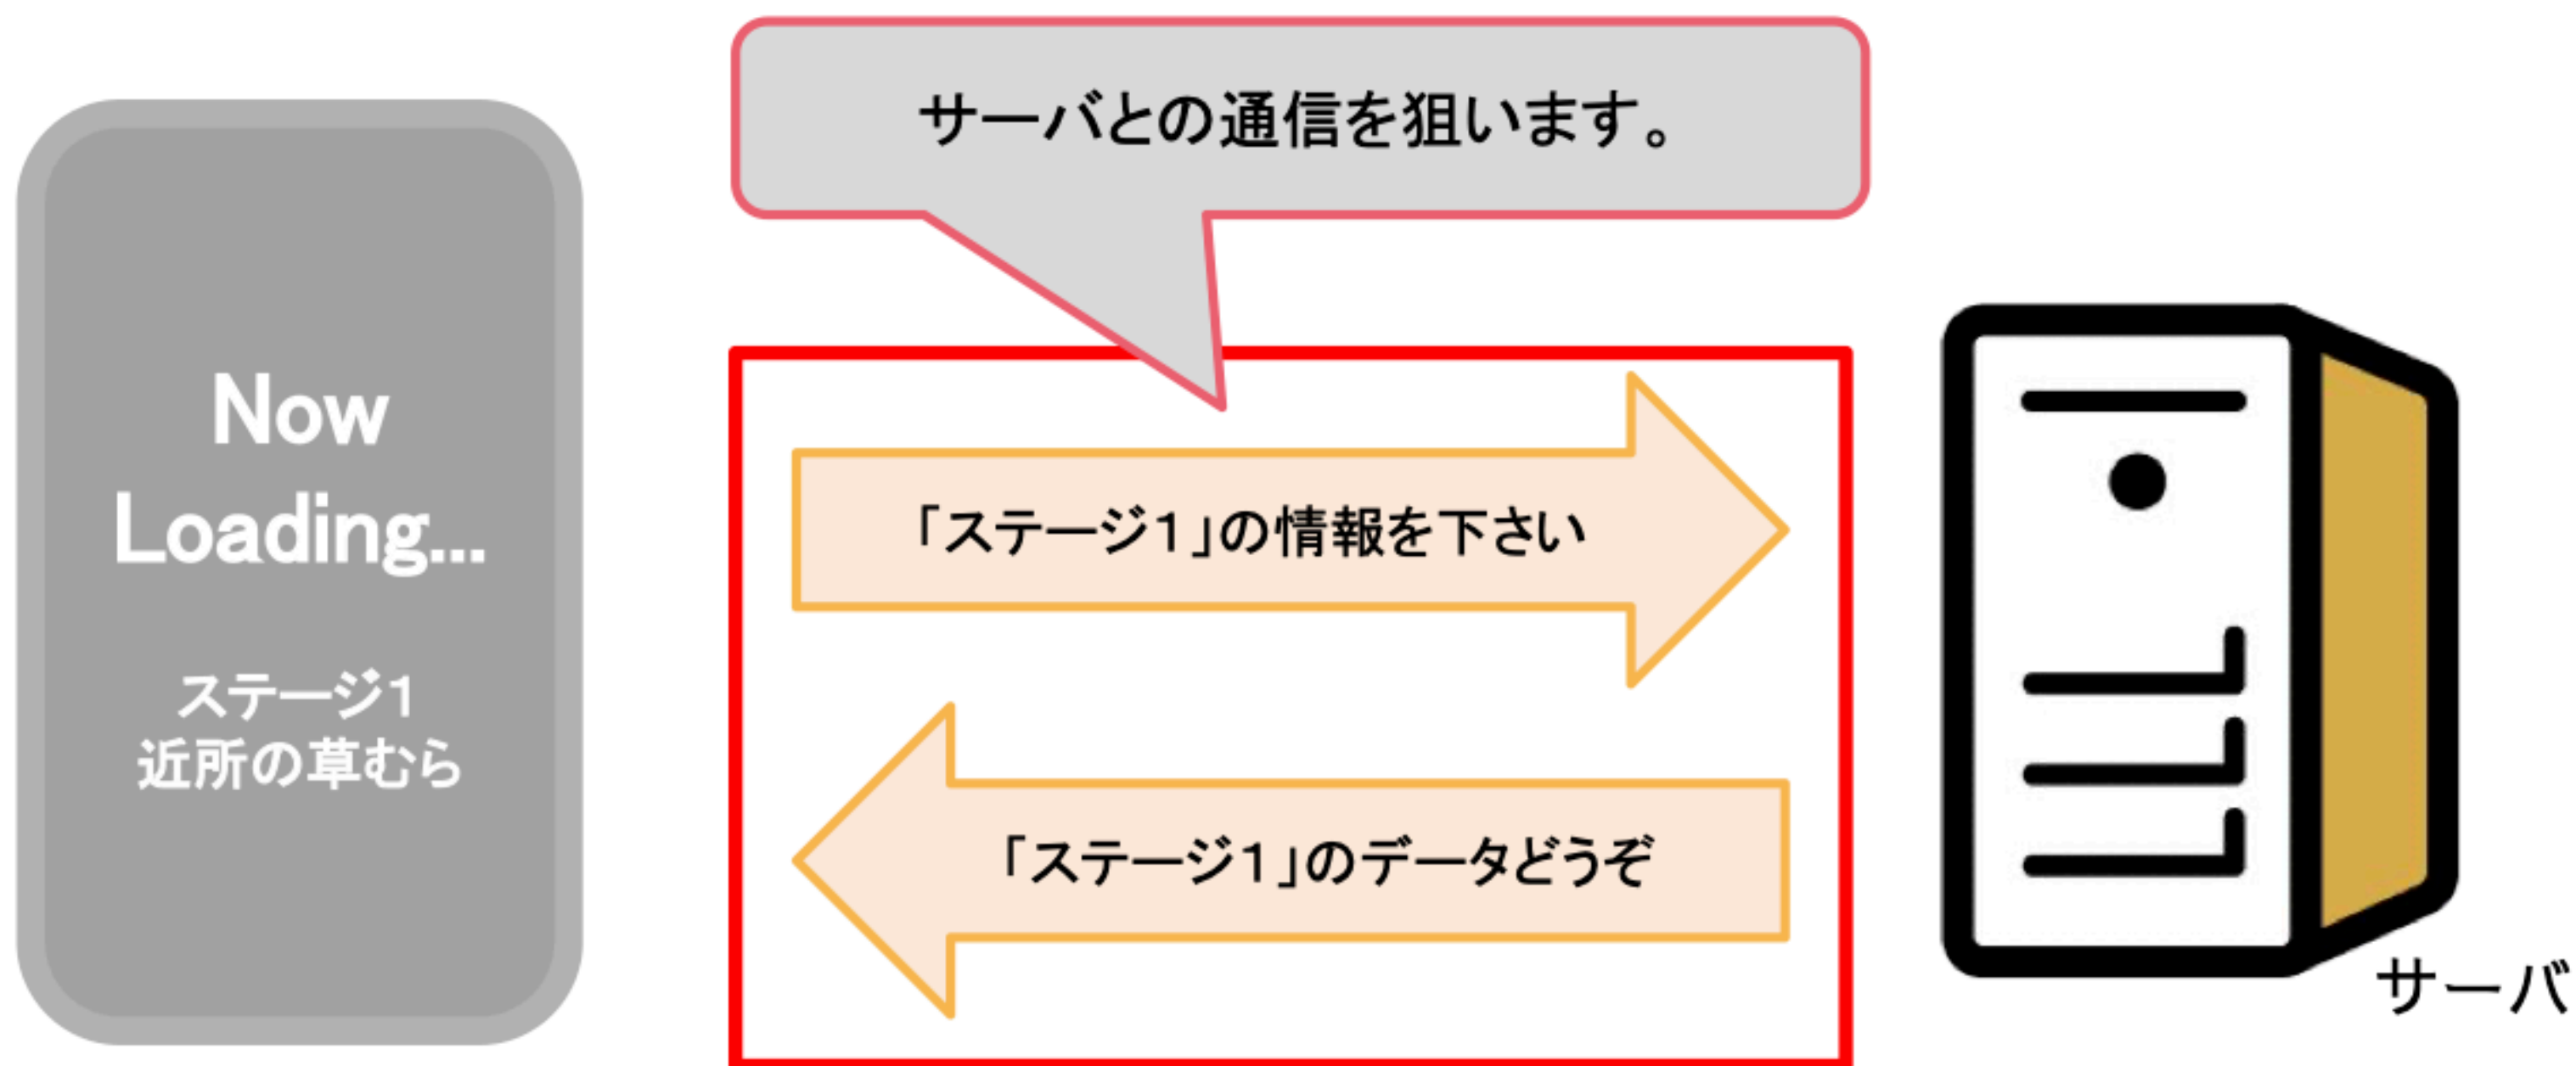 サーバとの通信を狙います。
Now
Loading...
ステージ1
近所の草むら
「ステージ1」の情報を下さい
「ステージ1」のデータどうぞ
サーバ